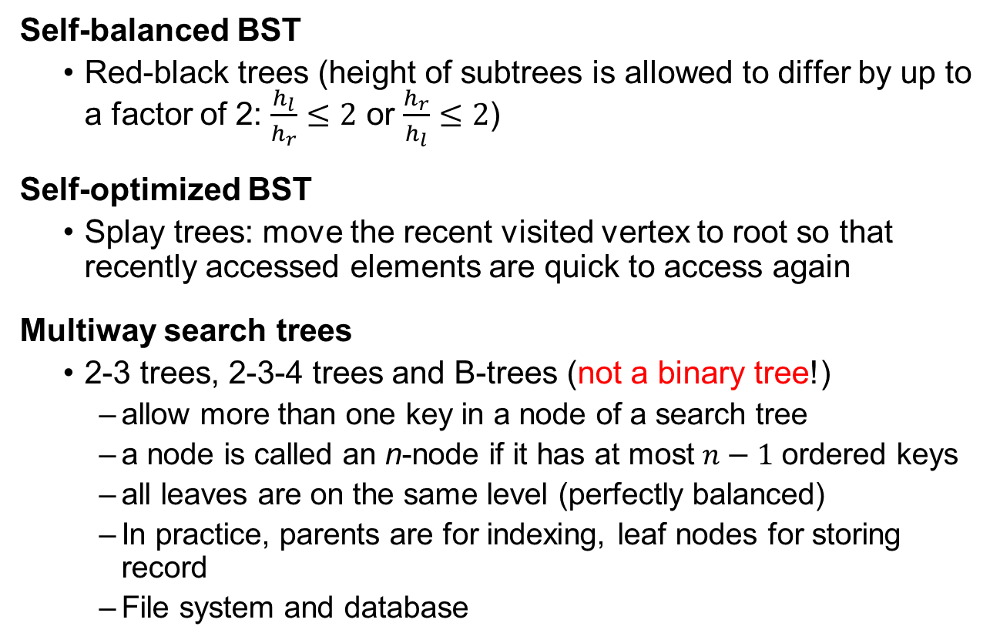 Self-balanced BST
• Red-black trees (height of subtrees is allowed to differ by up to
a factor of 2: h_l/h_r ≤ 2 or h_r/h_l ≤ 2)
Self-optimized BST
• Splay trees: move the recent visited vertex to root so that
recently accessed elements are quick to access again
Multiway search trees
• 2-3 trees, 2-3-4 trees and B-trees (not a binary tree!)
– allow more than one key in a node of a search tree
– a node is called an n-node if it has at most n − 1 ordered keys
– all leaves are on the same level (perfectly balanced)
– In practice, parents are for indexing, leaf nodes for storing
record
– File system and database